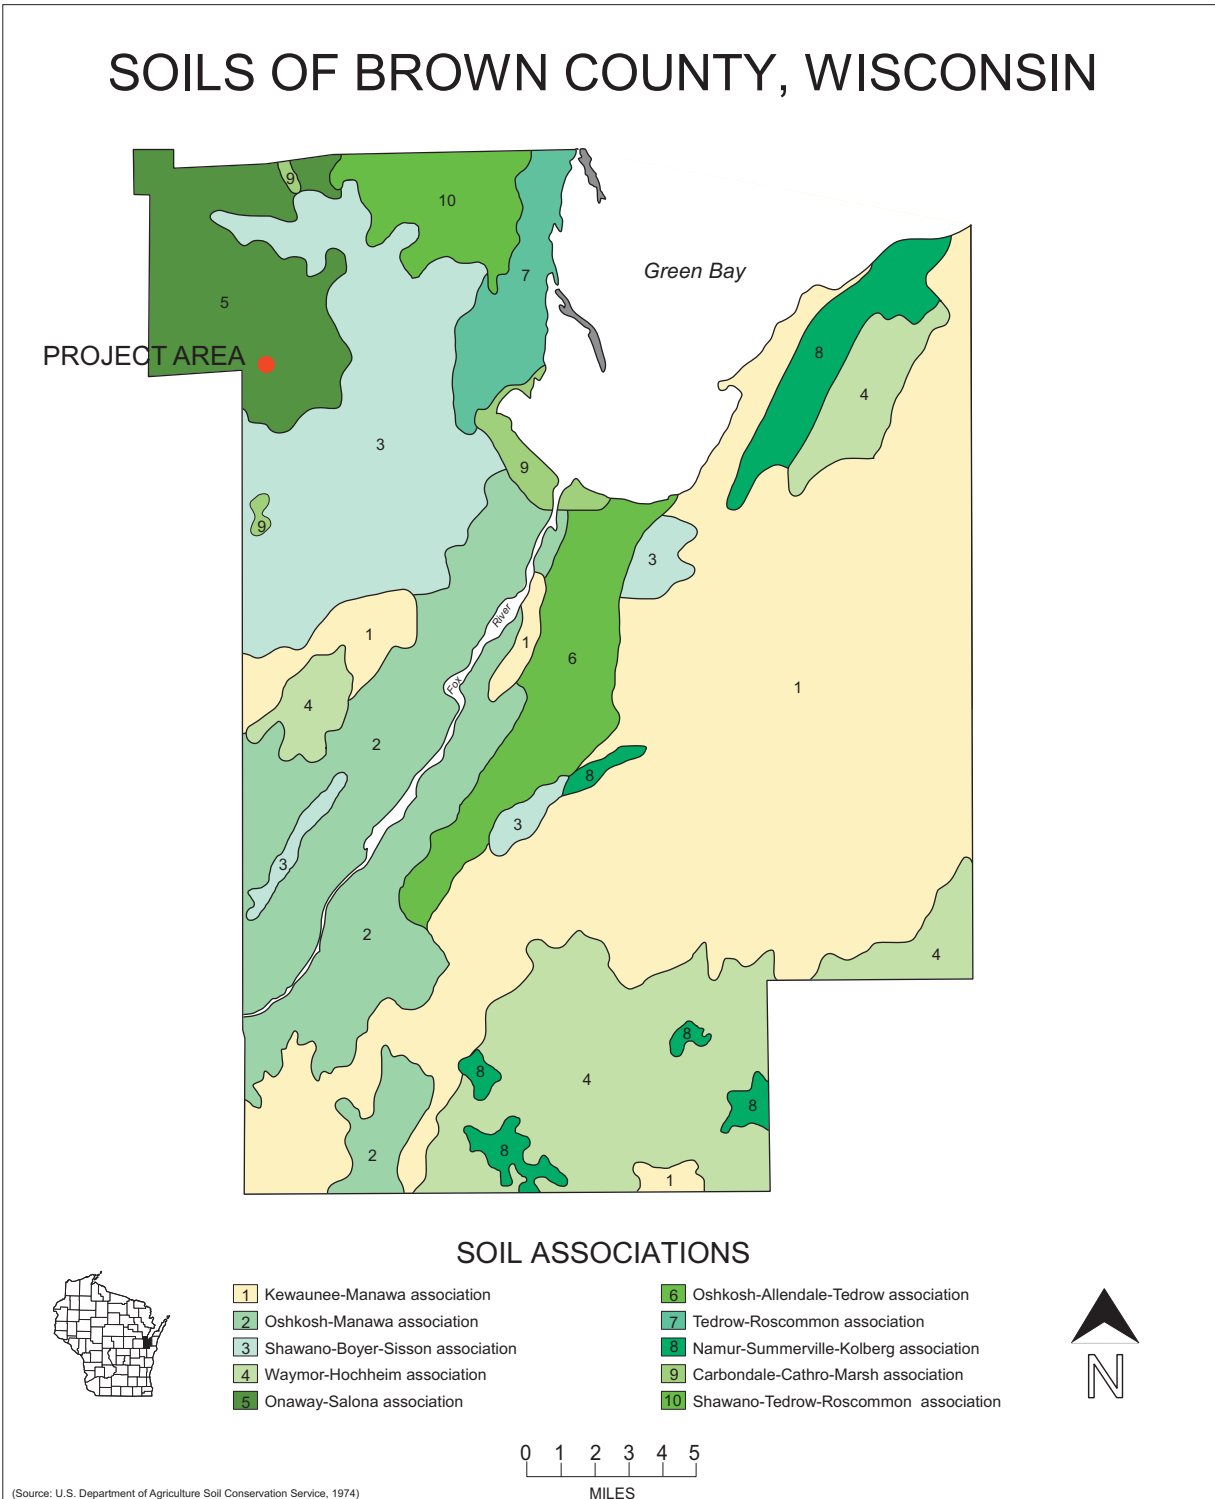 SOILS OF BROWN COUNTY, WISCONSIN
9
10
7
Green Bay
5
PROJECT AREA
8
4
3
9
9
3
River
1
1
6
Fox
1
4
2
8
3
3
2
4
8
8
4
8
8
2
1
SOIL ASSOCIATIONS
1 Kewaunee-Manawa association
2 Oshkosh-Manawa association
3 Shawano-Boyer-Sisson association
4 Waymor-Hochheim association
5 Onaway-Salona association
6 Oshkosh-Allendale-Tedrow association
7 Tedrow-Roscommon association
8 Namur-Summerville-Kolberg association
9 Carbondale-Cathro-Marsh association
10 Shawano-Tedrow-Roscommon association
N
0 1 2 3 4 5
MILES
(Source: U.S. Department of Agriculture Soil Conservation Service, 1974)